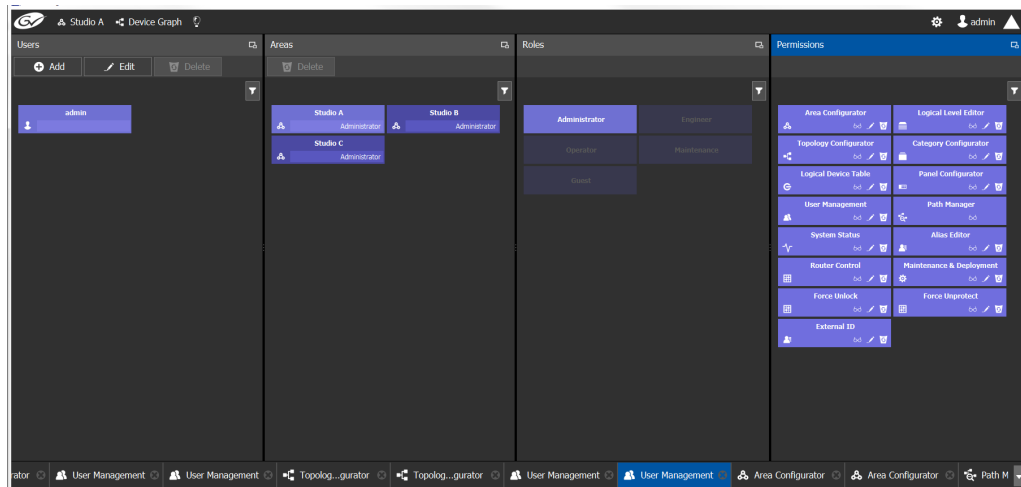 GV Studio A Device Graph admin
Users Areas Roles Permissions
Add Edit Delete Delete
admin
Studio A
Administrator
Studio B
Administrator
Studio C
Administrator
Administrator
Engineer
Operator
Maintenance
Guest
Area Configurator
Logical Level Editor
Topology Configurator
Category Configurator
Logical Device Table
Panel Configurator
User Management
Path Manager
System Status
Alias Editor
Router Control
Maintenance & Deployment
Force Unlock
Force Unprotect
External ID
rator User Management User Management Topolog...gurator Topolog...gurator User Management User Management Area Configurator Area Configurator Path M